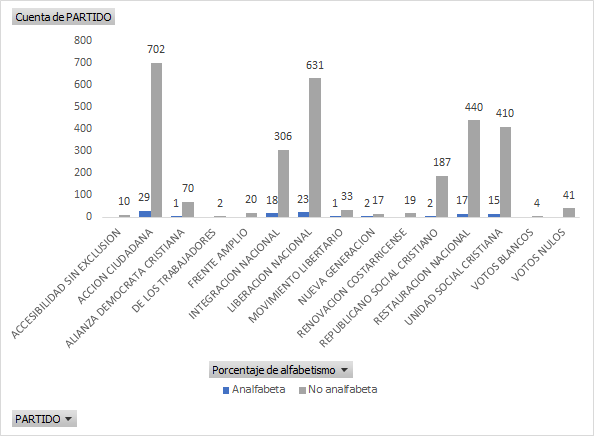 Cuenta de PARTIDO
800
700
600
500
400
300
200
100
0
10
29
702
1
70
2
20
18
306
23
631
1
33
2
17
19
2
187
17
440
15
410
4
41
ACCESIBILIDAD SIN EXCLUSION
ACCION CIUDADANA
ALIANZA DEMOCRATA CRISTIANA
DE LOS TRABAJADORES
FRENTE AMPLIO
INTEGRACION NACIONAL
LIBERACION NACIONAL
MOVIMIENTO LIBERTARIO
NUEVA GENERACION
RENOVACION COSTARRICENSE
REPUBLICANO SOCIAL CRISTIANO
RESTAURACION NACIONAL
UNIDAD SOCIAL CRISTIANA
VOTOS BLANCOS
VOTOS NULOS
Porcentaje de alfabetismo
Analfabeta
No analfabeta
PARTIDO